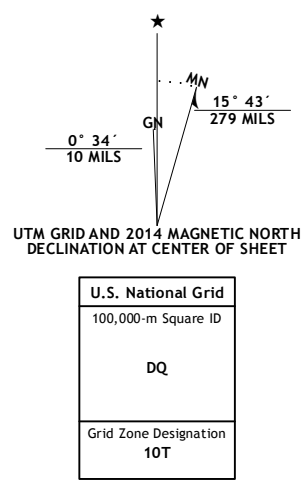 MN
GN
15° 43´
279 MILS
0° 34´
10 MILS
UTM GRID AND 2014 MAGNETIC NORTH
DECLINATION AT CENTER OF SHEET
U.S. National Grid
100,000-m Square ID
DQ
Grid Zone Designation
10T